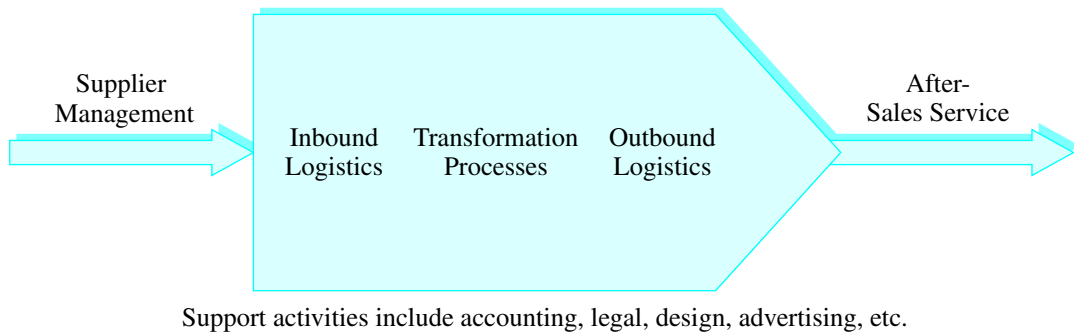 Supplier
Management
Inbound
Logistics
Transformation
Processes
Outbound
Logistics
After-
Sales Service
Support activities include accounting, legal, design, advertising, etc.